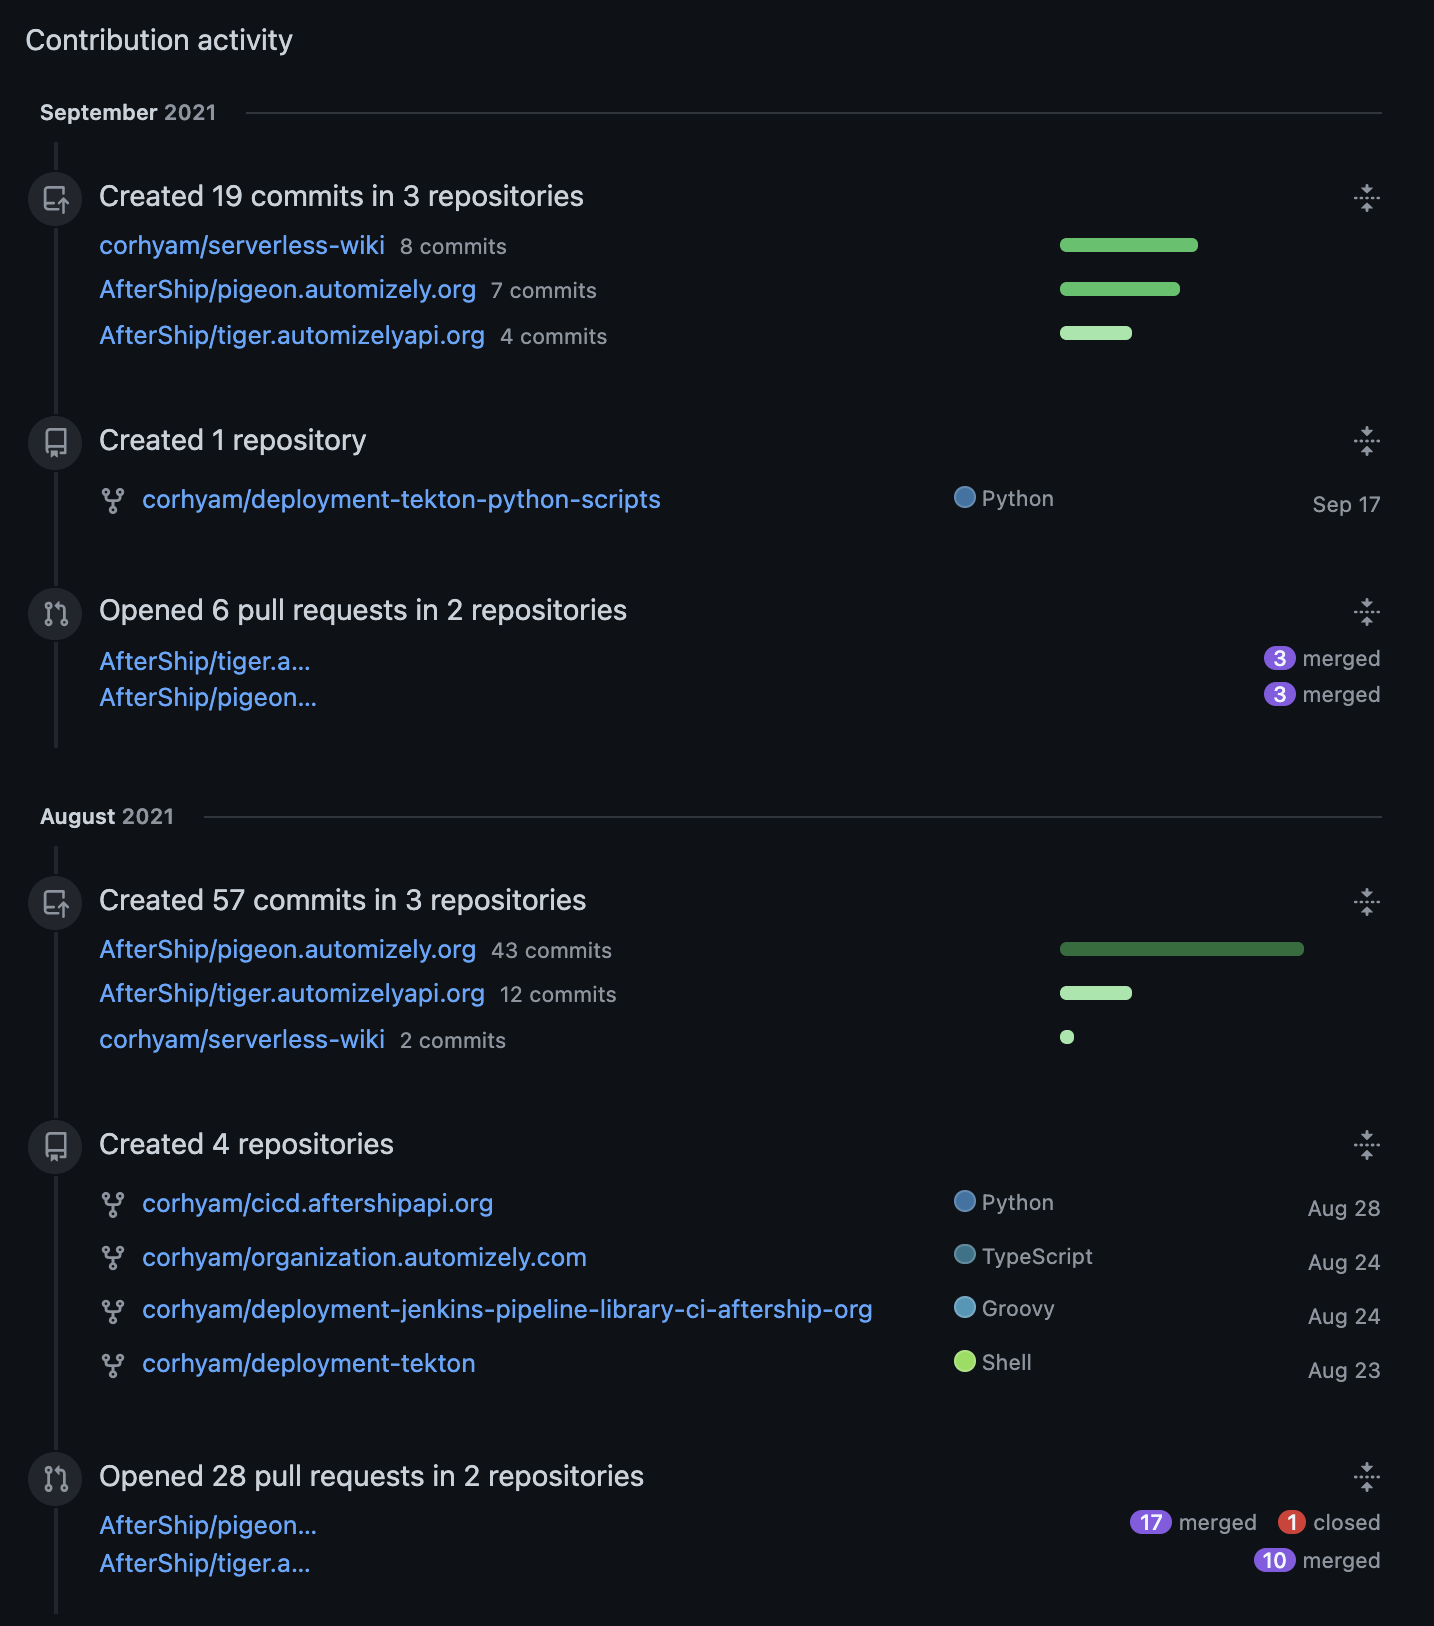 Contribution activity
September 2021
Created 19 commits in 3 repositories
corhyam/serverless-wiki 8 commits
AfterShip/pigeon.automizely.org 7 commits
AfterShip/tiger.automizelyapi.org 4 commits
Created 1 repository
corhyam/deployment-tekton-python-scripts Python Sep 17
Opened 6 pull requests in 2 repositories
AfterShip/tiger.a... 3 merged
AfterShip/pigeon... 3 merged
August 2021
Created 57 commits in 3 repositories
AfterShip/pigeon.automizely.org 43 commits
AfterShip/tiger.automizelyapi.org 12 commits
corhyam/serverless-wiki 2 commits
Created 4 repositories
corhyam/cicd.aftershipapi.org Python Aug 28
corhyam/organization.automizely.com TypeScript Aug 24
corhyam/deployment-jenkins-pipeline-library-ci-aftership-org Groovy Aug 24
corhyam/deployment-tekton Shell Aug 23
Opened 28 pull requests in 2 repositories
AfterShip/pigeon... 17 merged 1 closed
AfterShip/tiger.a... 10 merged